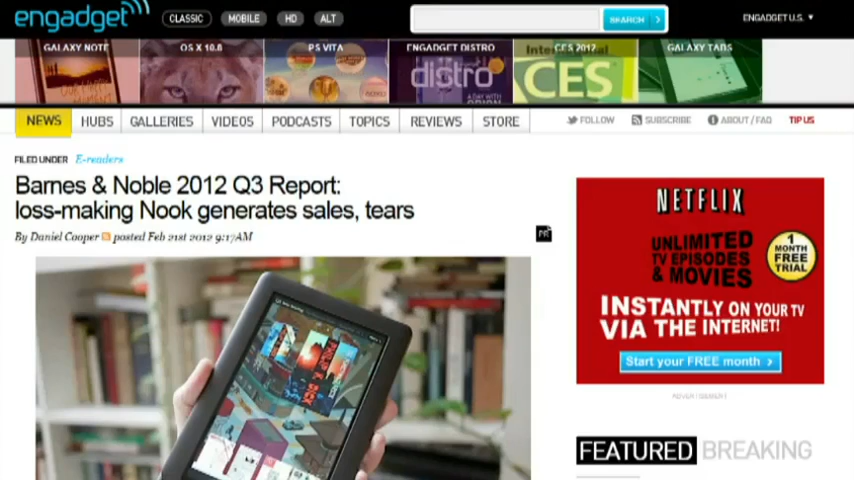 engadget
CLASSIC MOBILE HD ALT
SEARCH
ENGADGET U.S.
GALAXY NOTE OS X 10.8 PS VITA ENGADGET DISTRO CES 2012 GALAXY TABS
distro
CES
NEWS HUBS GALLERIES VIDEOS PODCASTS TOPICS REVIEWS STORE FOLLOW SUBSCRIBE ABOUT / FAQ TIP US
FILED UNDER E-readers
Barnes & Noble 2012 Q3 Report:
loss-making Nook generates sales, tears
By Daniel Cooper posted Feb 21st 2012 9:17AM
PR
NETFLIX
UNLIMITED
TV EPISODES
& MOVIES
1
MONTH
FREE
TRIAL
INSTANTLY ON YOUR TV
VIA THE INTERNET!
Start your FREE month >
ADVERTISEMENT
FEATURED BREAKING